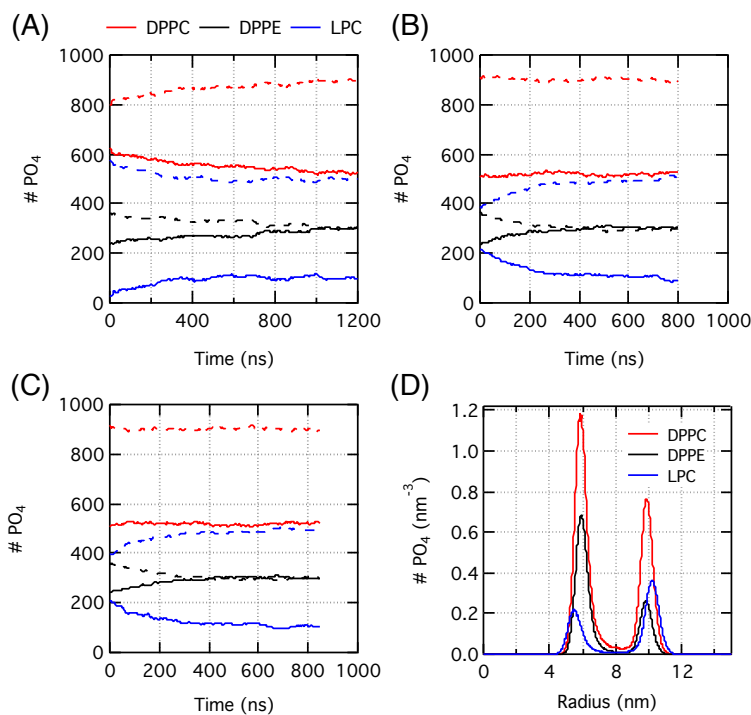 (A) DPPC DPPE LPC (B)
1000 1000
800 800
600 600
400 400
200 200
0 0
# PO4 # PO4
0 400 800 1200 0 200 400 600 800 1000
Time (ns) Time (ns)
(C) (D)
1000 1.2
800 1.0
600 0.8
400 0.6
200 0.4
0 0.2
0.0
# PO4 # PO4 (nm-3)
DPPC
DPPE
LPC
0 200 400 600 800 1000 0 4 8 12
Time (ns) Radius (nm)